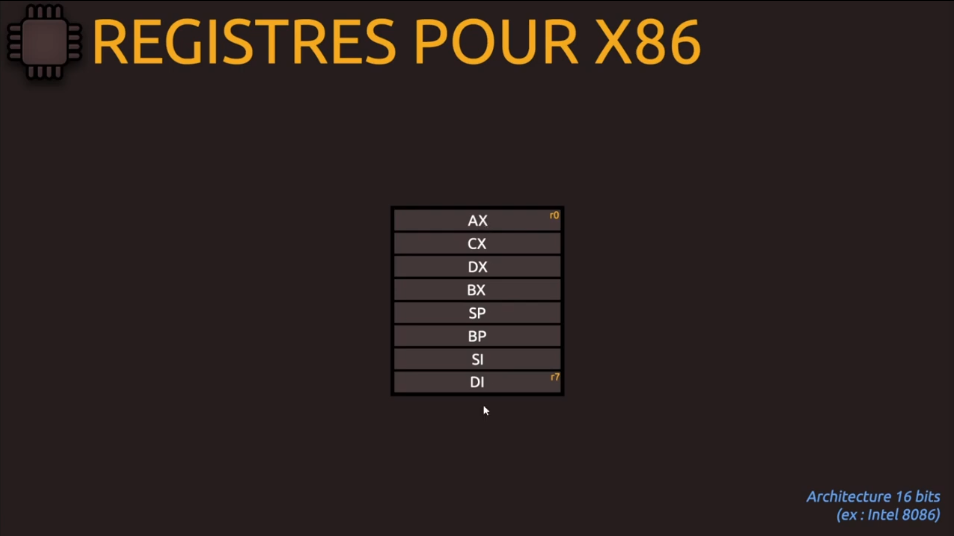 REGISTRES POUR X86
AX r0
CX
DX
BX
SP
BP
SI
DI r7
Architecture 16 bits
(ex : Intel 8086)